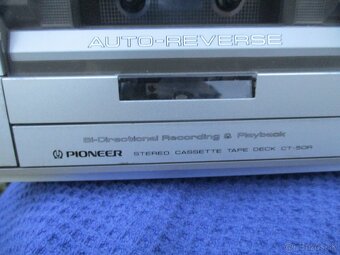 AUTO-REVERSE
Bi-Directional Recording & Playback
PIONEER STEREO CASSETTE TAPE DECK CT-50R